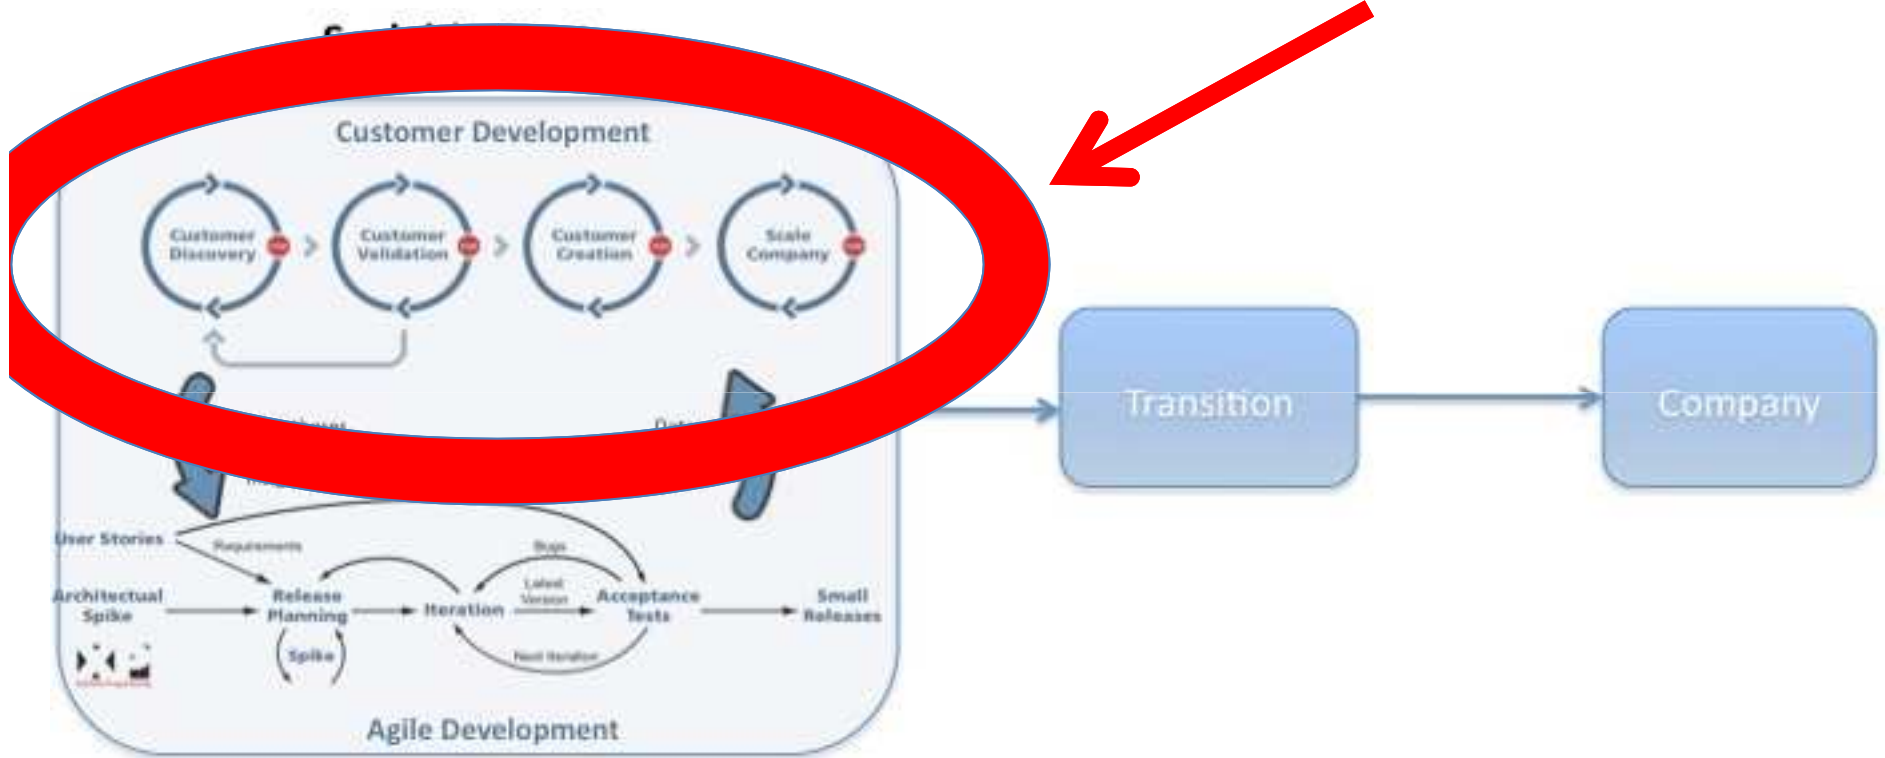 Customer Development
Customer
Discovery
Customer
Validation
Customer
Creation
Scale
Company
Transition
Company
User Stories
Requirements
Bugs
Architectual
Spike
Release
Planning
Iteration
Latest
Version
Acceptance
Tests
Small
Releases
Spike
Next Iteration
Agile Development